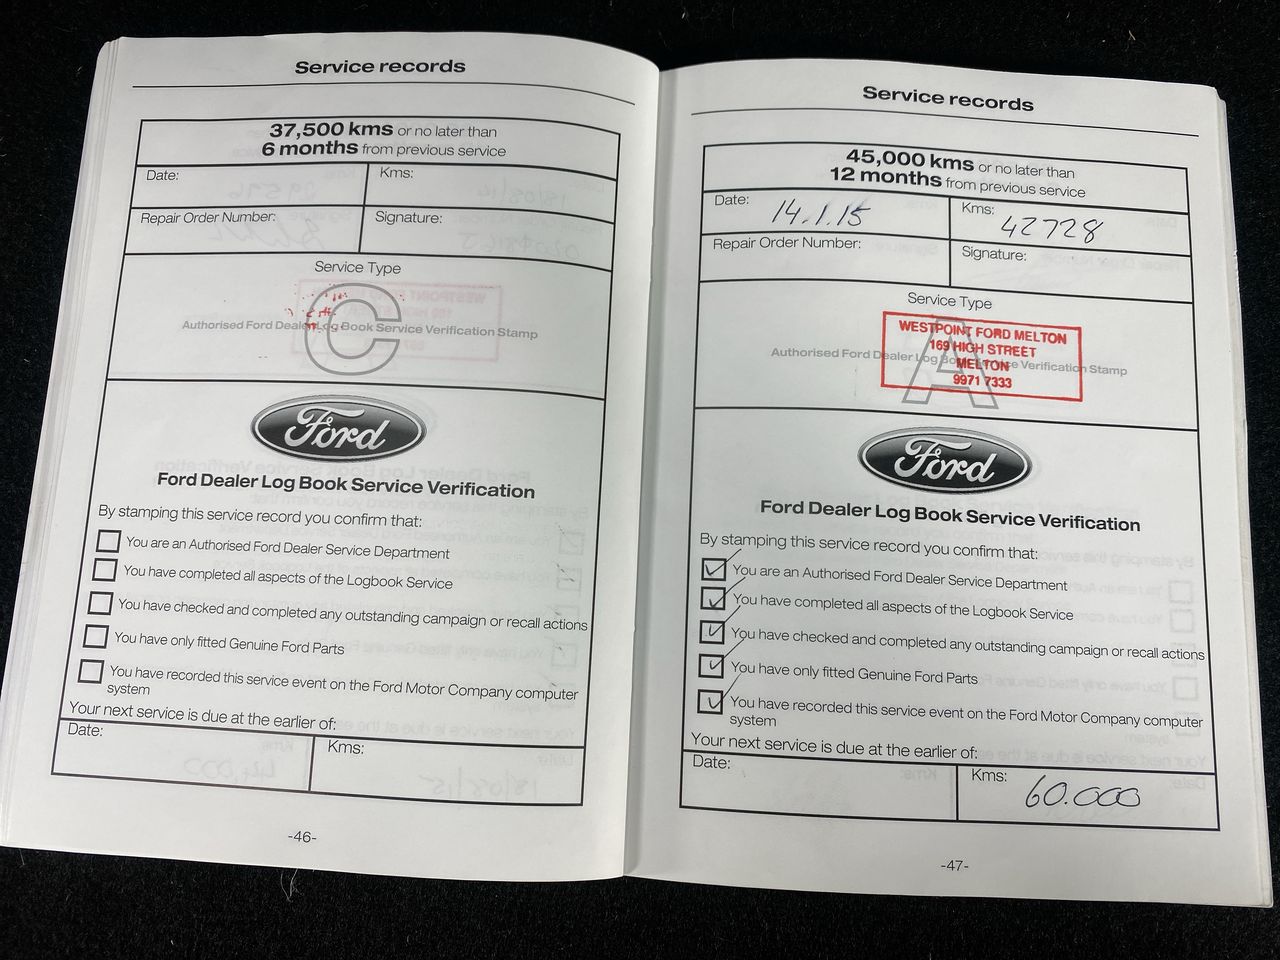 Service records
37,500 kms or no later than
6 months from previous service
Date:
Kms:
Repair Order Number:
Signature:
Service Type
C
Authorised Ford Dealer Log Book Service Verification Stamp
Ford
Ford Dealer Log Book Service Verification
By stamping this service record you confirm that:
You are an Authorised Ford Dealer Service Department
You have completed all aspects of the Logbook Service
You have checked and completed any outstanding campaign or recall actions
You have only fitted Genuine Ford Parts
You have recorded this service event on the Ford Motor Company computer
system
Your next service is due at the earlier of:
Date:
Kms:
-46-
Service records
45,000 kms or no later than
12 months from previous service
Date: 14.1.15
Kms: 42728
Repair Order Number:
Signature:
Service Type
A
Authorised Ford Dealer Log Book Service Verification Stamp
WESTPOINT FORD MELTON
169 HIGH STREET
MELTON
9971 7333
Ford
Ford Dealer Log Book Service Verification
By stamping this service record you confirm that:
You are an Authorised Ford Dealer Service Department
You have completed all aspects of the Logbook Service
You have checked and completed any outstanding campaign or recall actions
You have only fitted Genuine Ford Parts
You have recorded this service event on the Ford Motor Company computer
system
Your next service is due at the earlier of:
Date:
Kms: 60.000
-47-